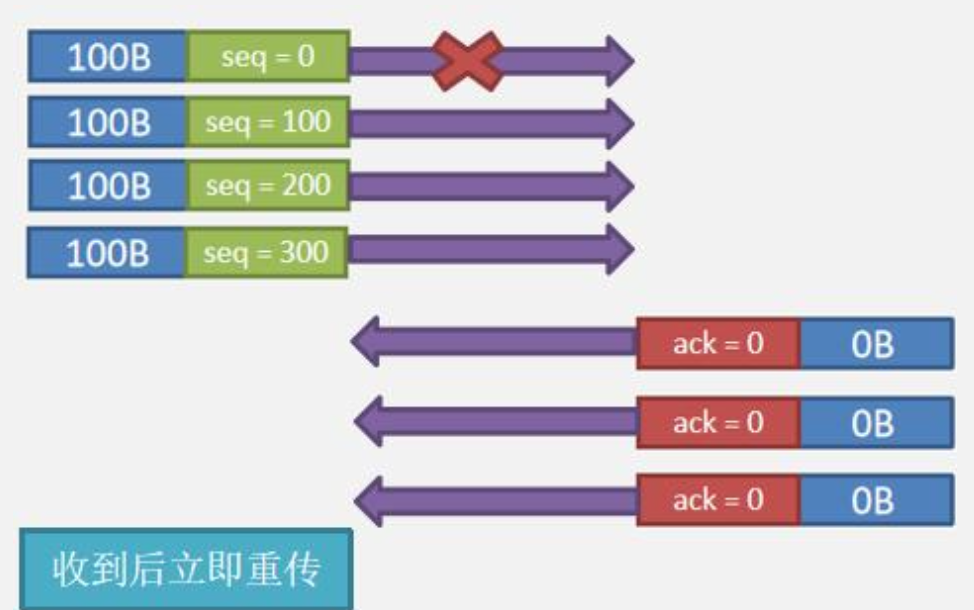 100B seq = 0
100B seq = 100
100B seq = 200
100B seq = 300
ack = 0 0B
ack = 0 0B
ack = 0 0B
收到后立即重传